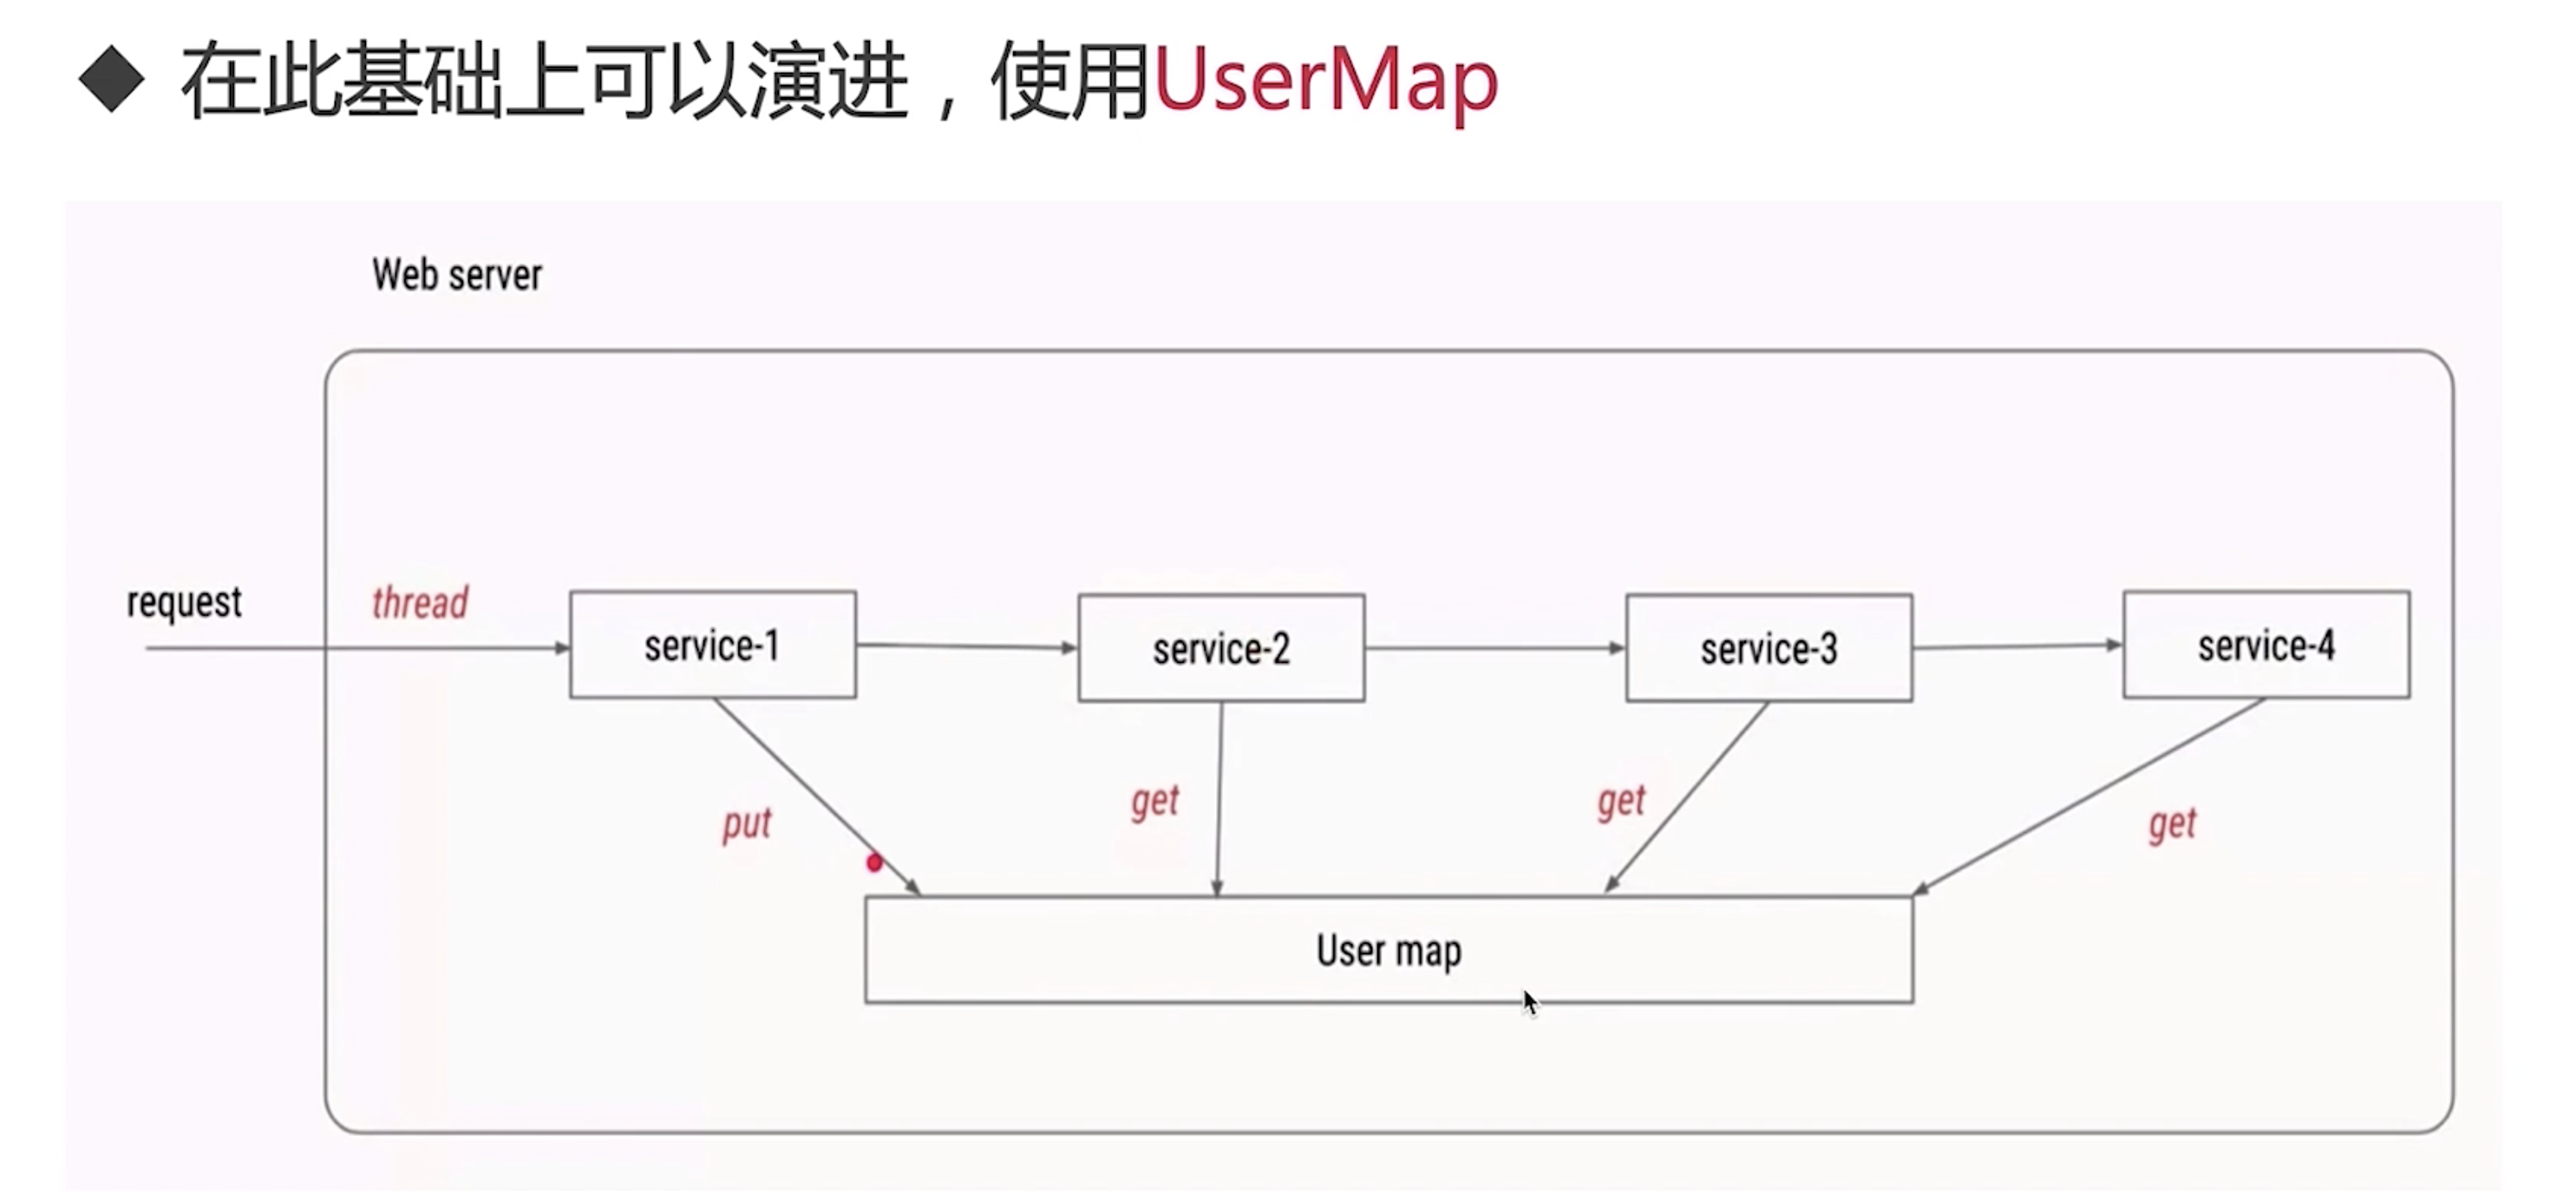 在此基础上可以演进，使用UserMap
Web server
request
thread
service-1
service-2
service-3
service-4
put
get
get
get
User map